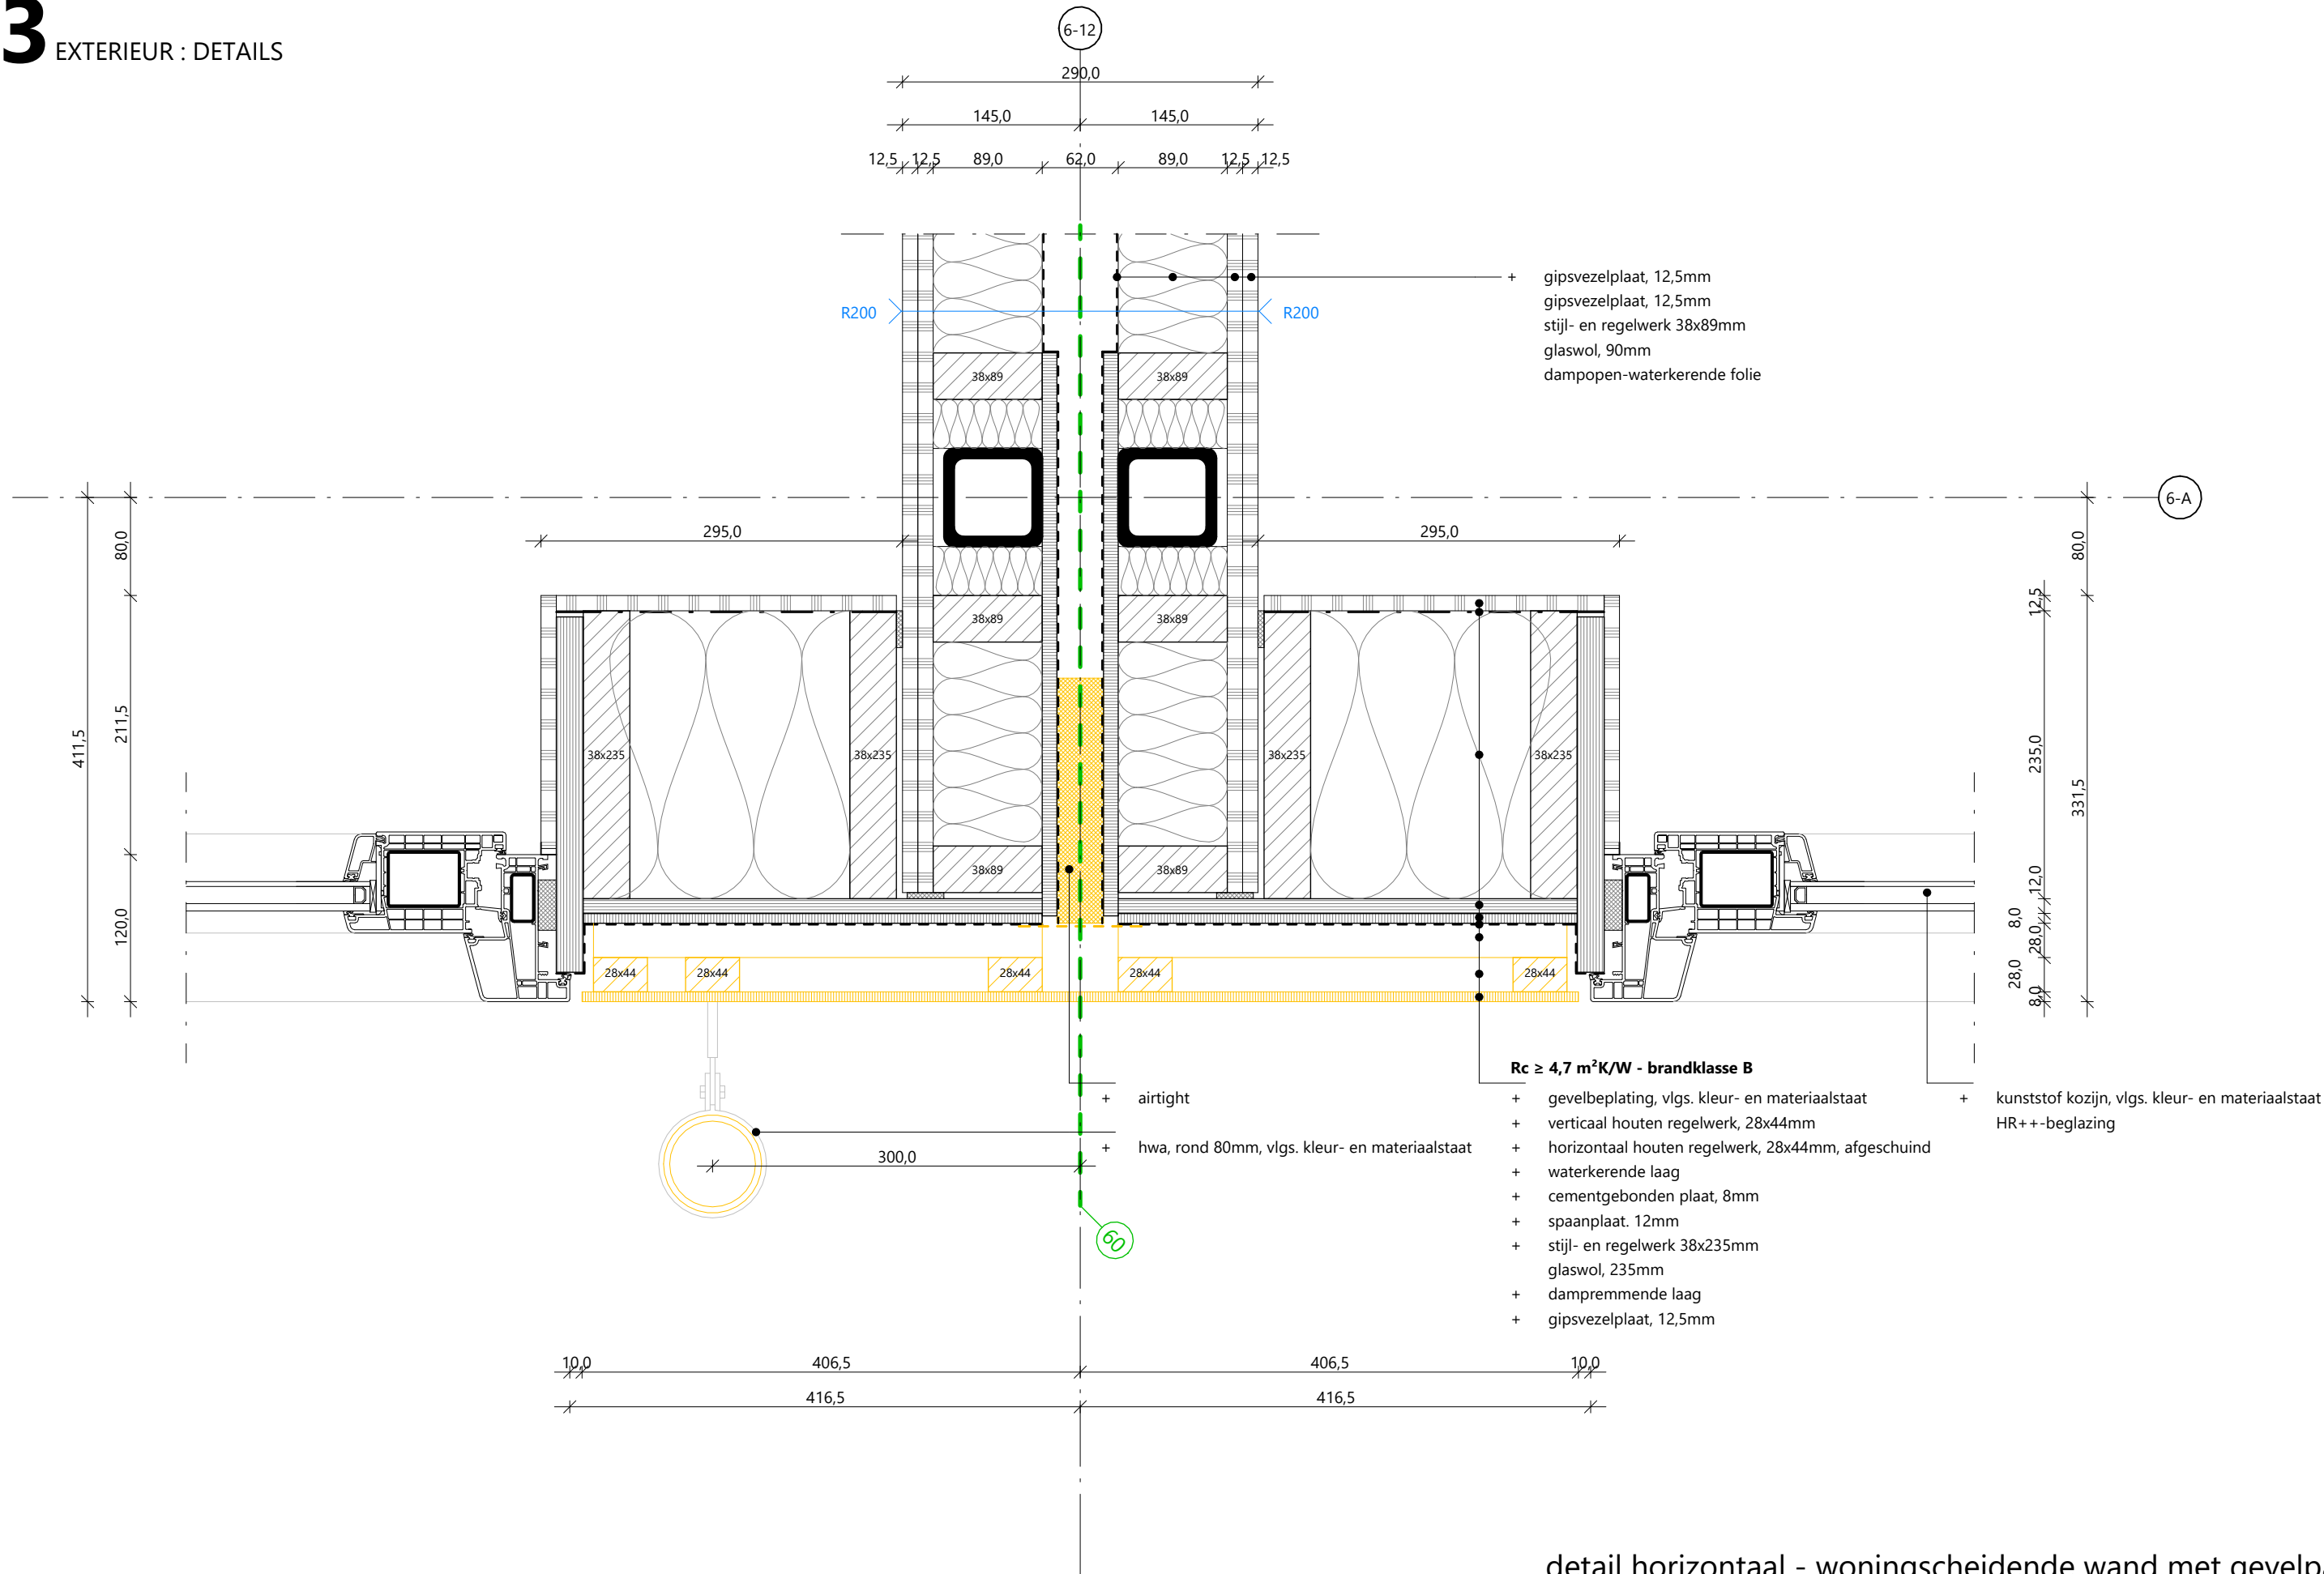 3 EXTERIEUR : DETAILS
6-12
290,0
145,0 145,0
12,5 12,5 89,0 62,0 89,0 12,5 12,5
+ gipsvezelplaat, 12,5mm
gipsvezelplaat, 12,5mm
stijl- en regelwerk 38x89mm
glaswol, 90mm
dampopen-waterkerende folie
R200 R200
38x89 38x89
6-A
295,0 295,0
80,0 80,0
38x89 38x89
12,5
411,5 211,5 235,0 331,5
38x235 38x235 38x235 38x235
38x89 38x89
120,0
12,0
8,0
28,0
28,0
8,0
28x44 28x44 28x44 28x44 28x44
Rc ≥ 4,7 m²K/W - brandklasse B
+ airtight
+ hwa, rond 80mm, vlgs. kleur- en materiaalstaat
300,0
+ gevelbeplating, vlgs. kleur- en materiaalstaat
+ verticaal houten regelwerk, 28x44mm
+ horizontaal houten regelwerk, 28x44mm, afgeschuind
+ waterkerende laag
+ cementgebonden plaat, 8mm
+ spaanplaat. 12mm
+ stijl- en regelwerk 38x235mm
glaswol, 235mm
+ dampremmende laag
+ gipsvezelplaat, 12,5mm
+ kunststof kozijn, vlgs. kleur- en materiaalstaat
HR++-beglazing
60
10,0 406,5 406,5 10,0
416,5 416,5
detail horizontaal - woningscheidende wand met gevelp